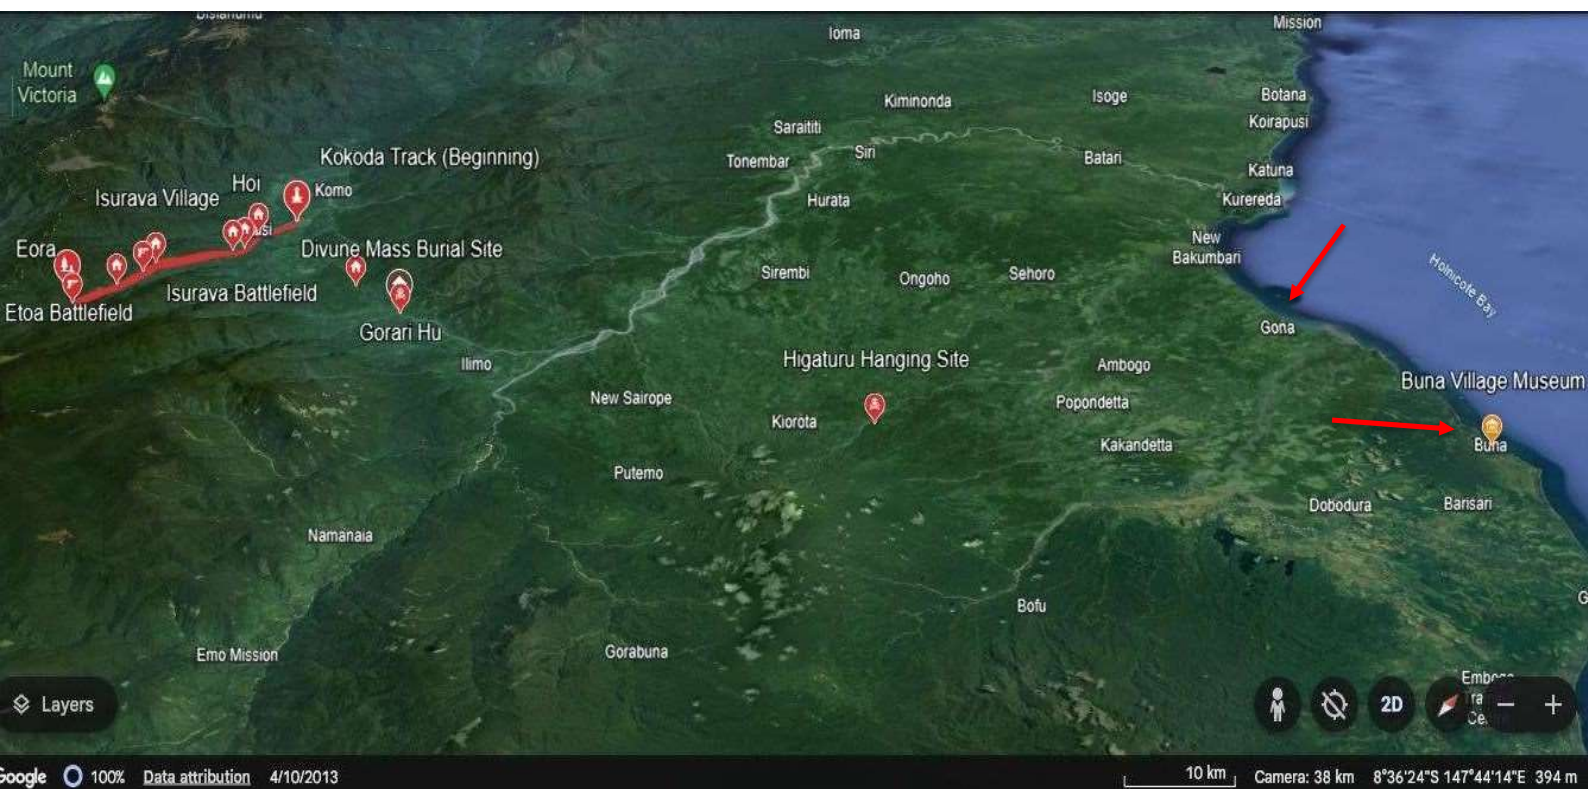 Mission
Ioma
Mount
Victoria
Kiminonda
Isoge
Botana
Koirapusi
Saraititi
Kokoda Track (Beginning)
Tonembar
Siri
Batari
Katuna
Hoi
Komo
Isurava Village
Hurata
Kurereda
Eora
Divune Mass Burial Site
New
Bakumbari
Sirembi
Ongoho
Sehoro
Holnicote Bay
Isurava Battlefield
Etoa Battlefield
Gorari Hu
Gona
Ilimo
Higaturu Hanging Site
Ambogo
Buna Village Museum
New Sairope
Popondetta
Kiorota
Kakandetta
Buna
Putemo
Dobodura
Barisari
Namanaia
Bofu
Emo Mission
Gorabuna
Layers
2D
Google
100%
Data attribution
4/10/2013
10 km
Camera: 38 km
8°36'24"S 147°44'14"E
394 m